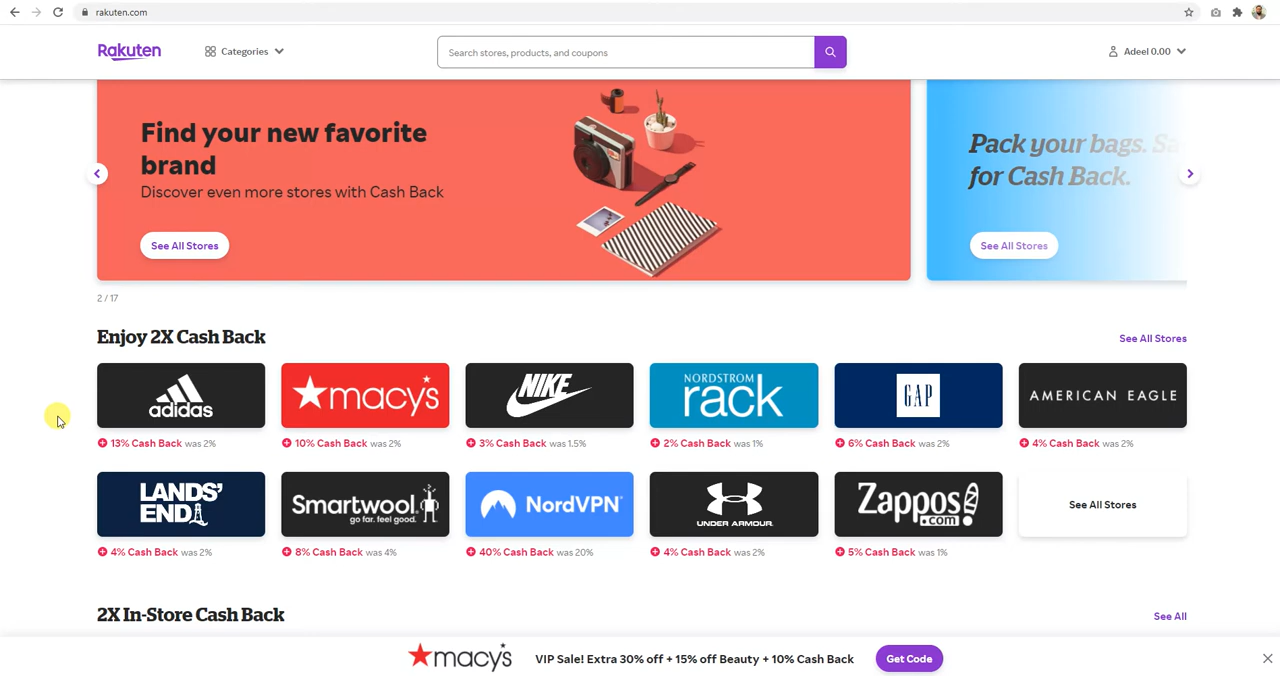 rakuten.com
Rakuten
Categories
Search stores, products, and coupons
Adeel 0.00
Find your new favorite
brand
Discover even more stores with Cash Back
See All Stores
Pack your bags. Sa
for Cash Back.
See All Stores
2 / 17
Enjoy 2X Cash Back
See All Stores
adidas
macy's
NIKE
NORDSTROM
rack
GAP
AMERICAN EAGLE
13% Cash Back was 2%
10% Cash Back was 2%
3% Cash Back was 1.5%
2% Cash Back was 1%
6% Cash Back was 2%
4% Cash Back was 2%
LANDS'
END
Smartwool
go far. feel good.
NordVPN
UNDER ARMOUR
Zappos
.com
See All Stores
4% Cash Back was 2%
8% Cash Back was 4%
40% Cash Back was 20%
4% Cash Back was 2%
5% Cash Back was 1%
2X In-Store Cash Back
See All
macy's
VIP Sale! Extra 30% off + 15% off Beauty + 10% Cash Back
Get Code